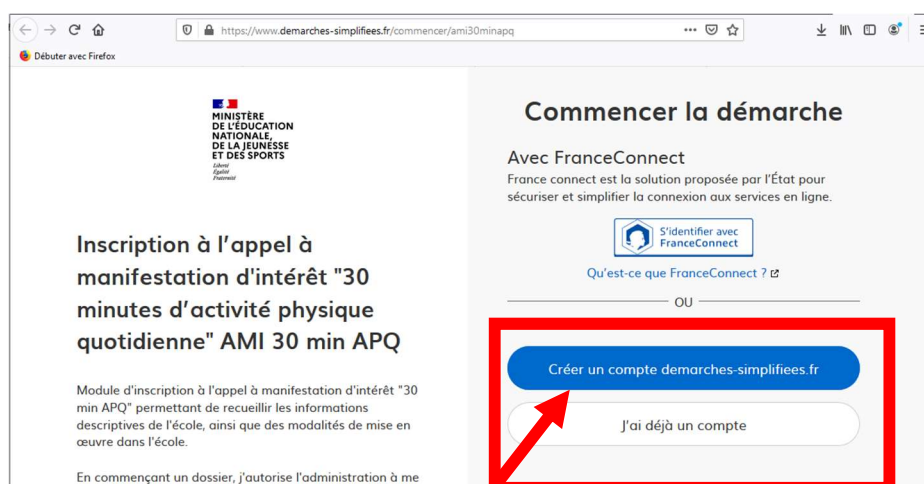 https://www.demarches-simplifiees.fr/commencer/ami30minapq
Débuter avec Firefox
MINISTÈRE
DE L'ÉDUCATION
NATIONALE,
DE LA JEUNESSE
ET DES SPORTS
Liberté
Égalité
Fraternité
Inscription à l'appel à
manifestation d'intérêt "30
minutes d'activité physique
quotidienne" AMI 30 min APQ
Module d'inscription à l'appel à manifestation d'intérêt "30
min APQ" permettant de recueillir les informations
descriptives de l'école, ainsi que des modalités de mise en
œuvre dans l'école.
En commençant un dossier, j'autorise l'administration à me
Commencer la démarche
Avec FranceConnect
France connect est la solution proposée par l'État pour
sécuriser et simplifier la connexion aux services en ligne.
S'identifier avec
FranceConnect
Qu'est-ce que FranceConnect ?
OU
Créer un compte demarches-simplifiees.fr
J'ai déjà un compte